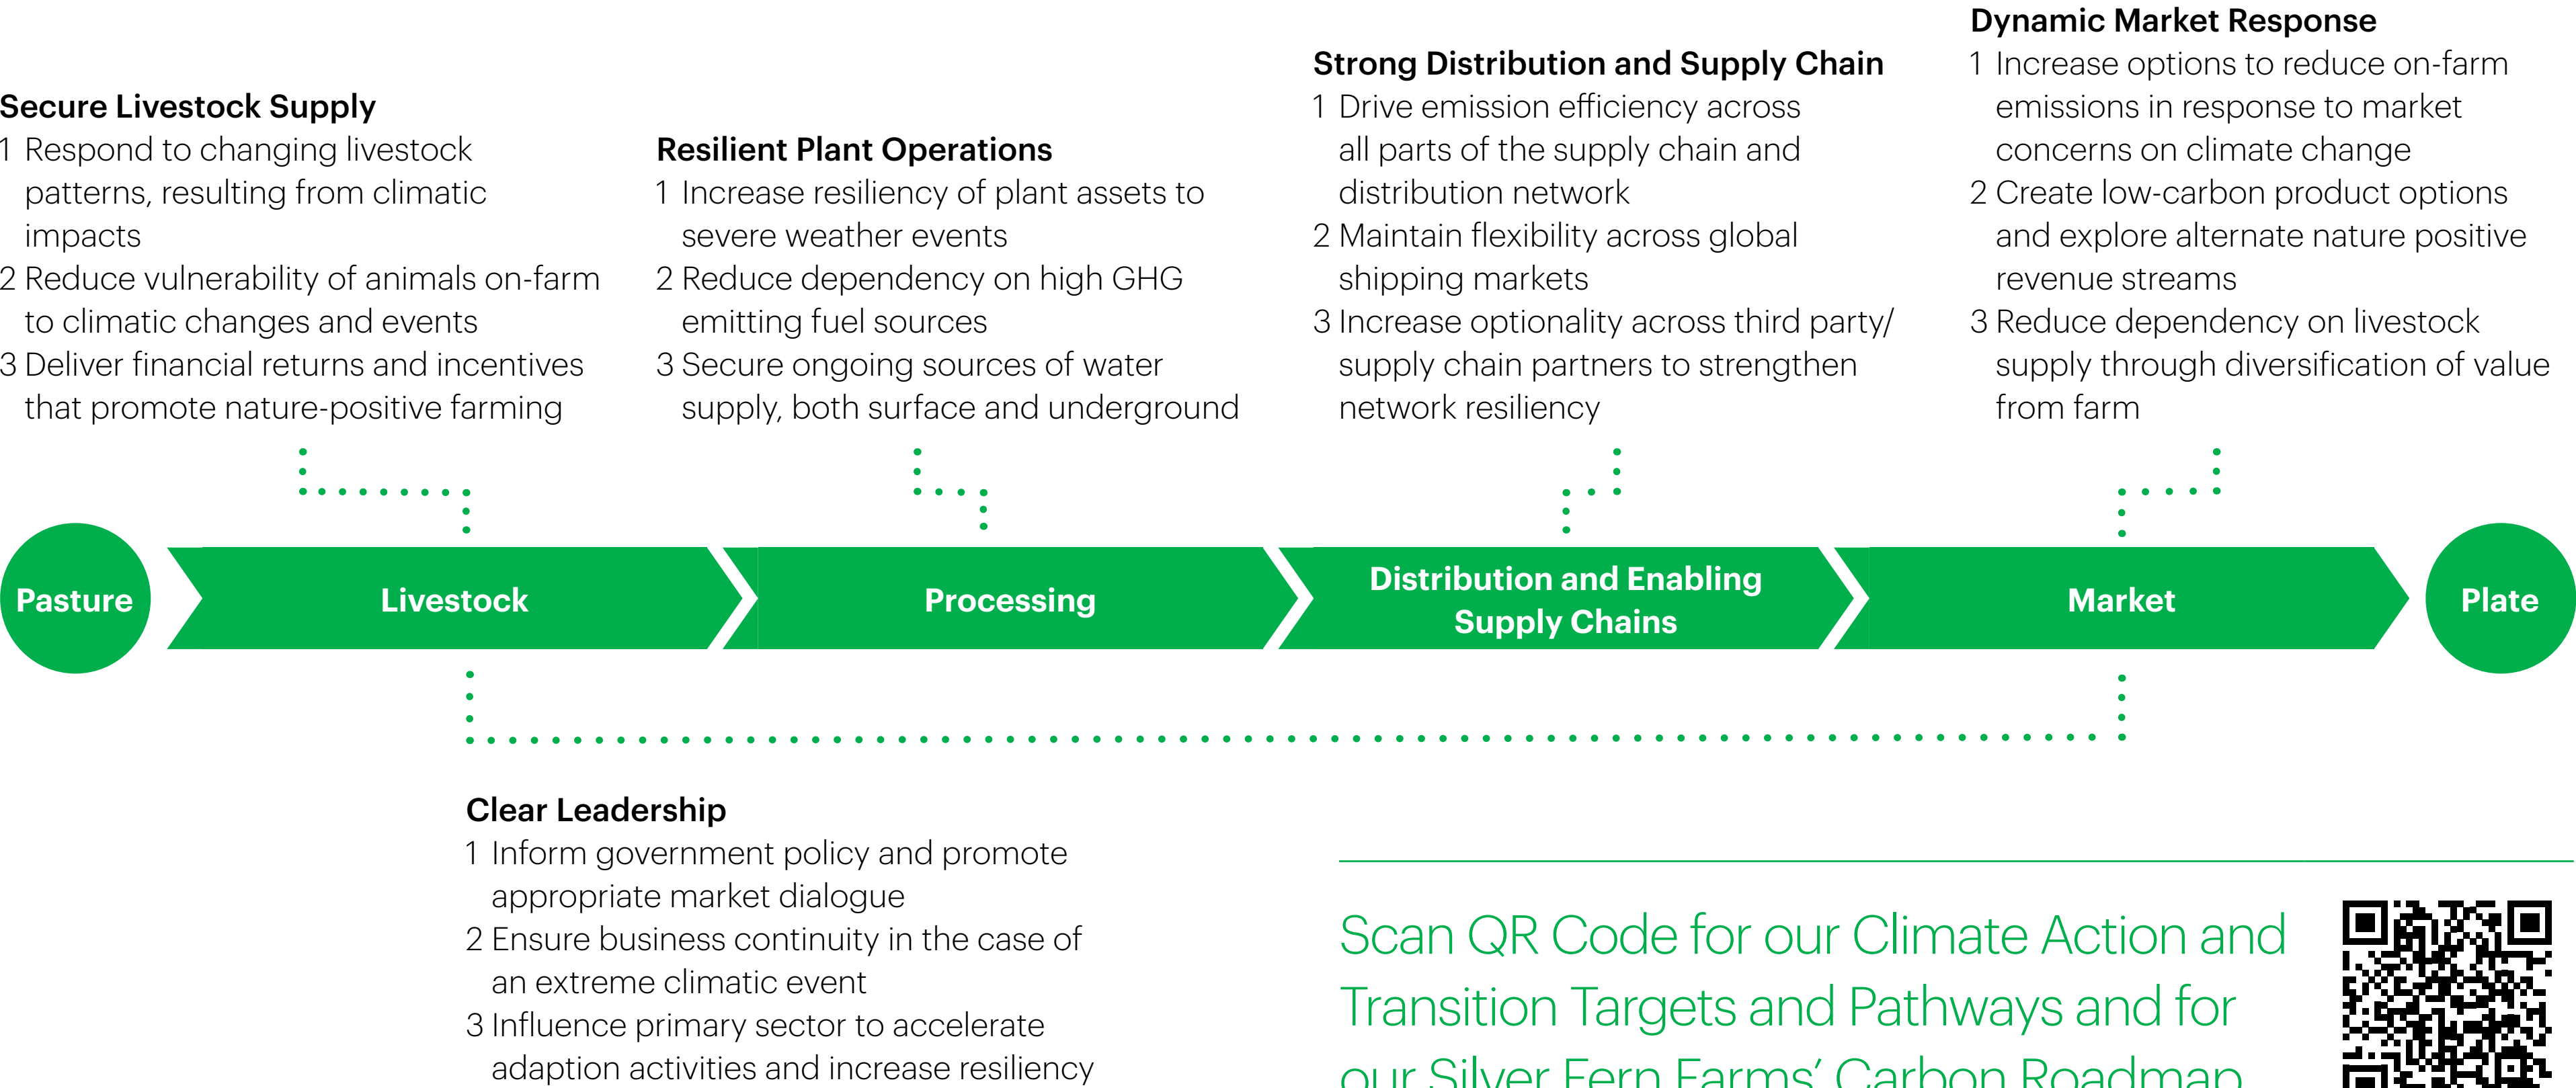 Secure Livestock Supply
1 Respond to changing livestock
patterns, resulting from climatic
impacts
2 Reduce vulnerability of animals on-farm
to climatic changes and events
3 Deliver financial returns and incentives
that promote nature-positive farming
Resilient Plant Operations
1 Increase resiliency of plant assets to
severe weather events
2 Reduce dependency on high GHG
emitting fuel sources
3 Secure ongoing sources of water
supply, both surface and underground
Strong Distribution and Supply Chain
1 Drive emission efficiency across
all parts of the supply chain and
distribution network
2 Maintain flexibility across global
shipping markets
3 Increase optionality across third party/
supply chain partners to strengthen
network resiliency
Dynamic Market Response
1 Increase options to reduce on-farm
emissions in response to market
concerns on climate change
2 Create low-carbon product options
and explore alternate nature positive
revenue streams
3 Reduce dependency on livestock
supply through diversification of value
from farm
Pasture
Livestock
Processing
Distribution and Enabling
Supply Chains
Market
Plate
Clear Leadership
1 Inform government policy and promote
appropriate market dialogue
2 Ensure business continuity in the case of
an extreme climatic event
3 Influence primary sector to accelerate
adaption activities and increase resiliency
Scan QR Code for our Climate Action and
Transition Targets and Pathways and for
our Silver Fern Farms' Carbon Roadmap